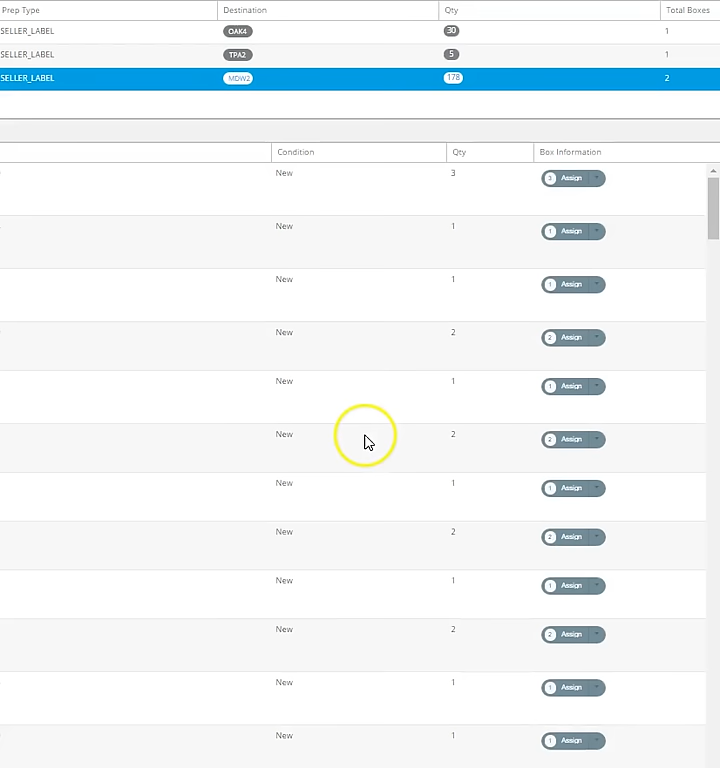 Prep Type Destination Qty Total Boxes
SELLER_LABEL OAK4 30 1
SELLER_LABEL TPA2 5 1
SELLER_LABEL MDW2 178 2
Condition Qty Box Information
New 3 3 Assign
New 1 1 Assign
New 1 1 Assign
New 2 2 Assign
New 1 1 Assign
New 2 2 Assign
New 1 1 Assign
New 2 2 Assign
New 1 1 Assign
New 2 2 Assign
New 1 1 Assign
New 1 1 Assign